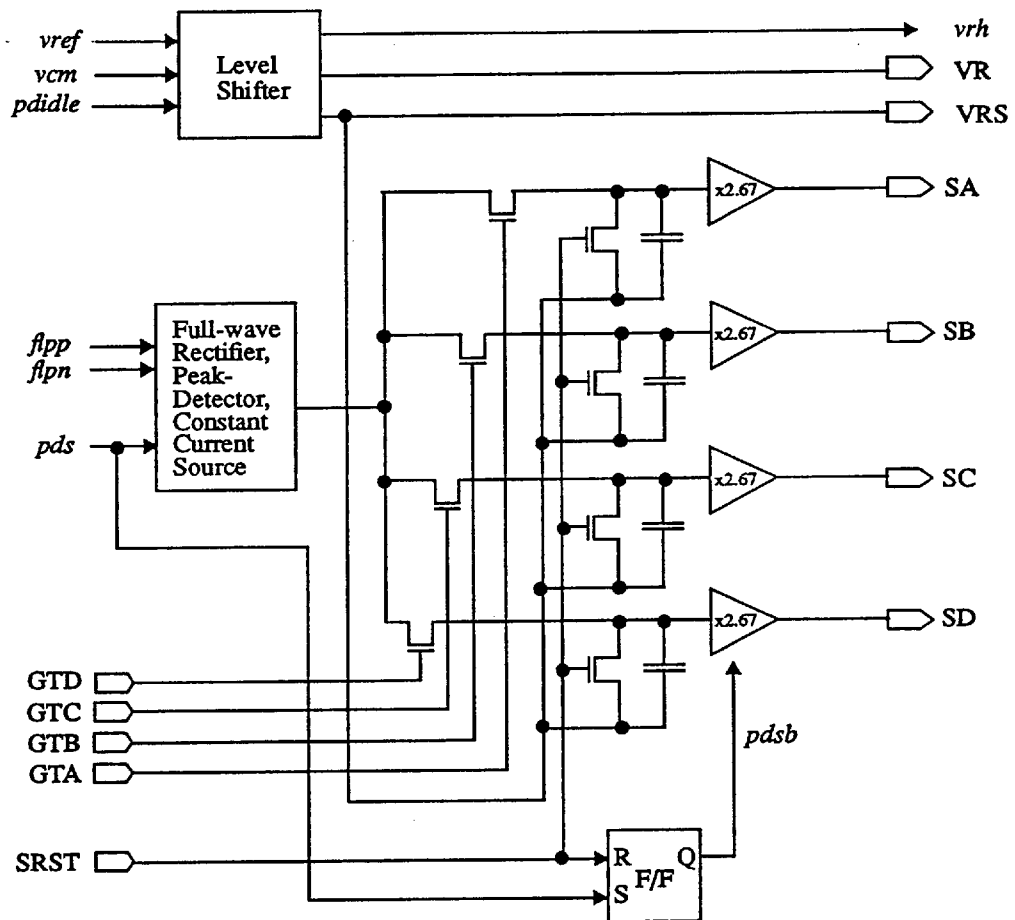 vref
vcm
pdidle
Level
Shifter
vrh
VR
VRS
x2.67
SA
flpp
flpn
pds
Full-wave
Rectifier,
Peak-
Detector,
Constant
Current
Source
x2.67
SB
x2.67
SC
x2.67
SD
GTD
GTC
GTB
GTA
pdsb
SRST
R
Q
F/F
S